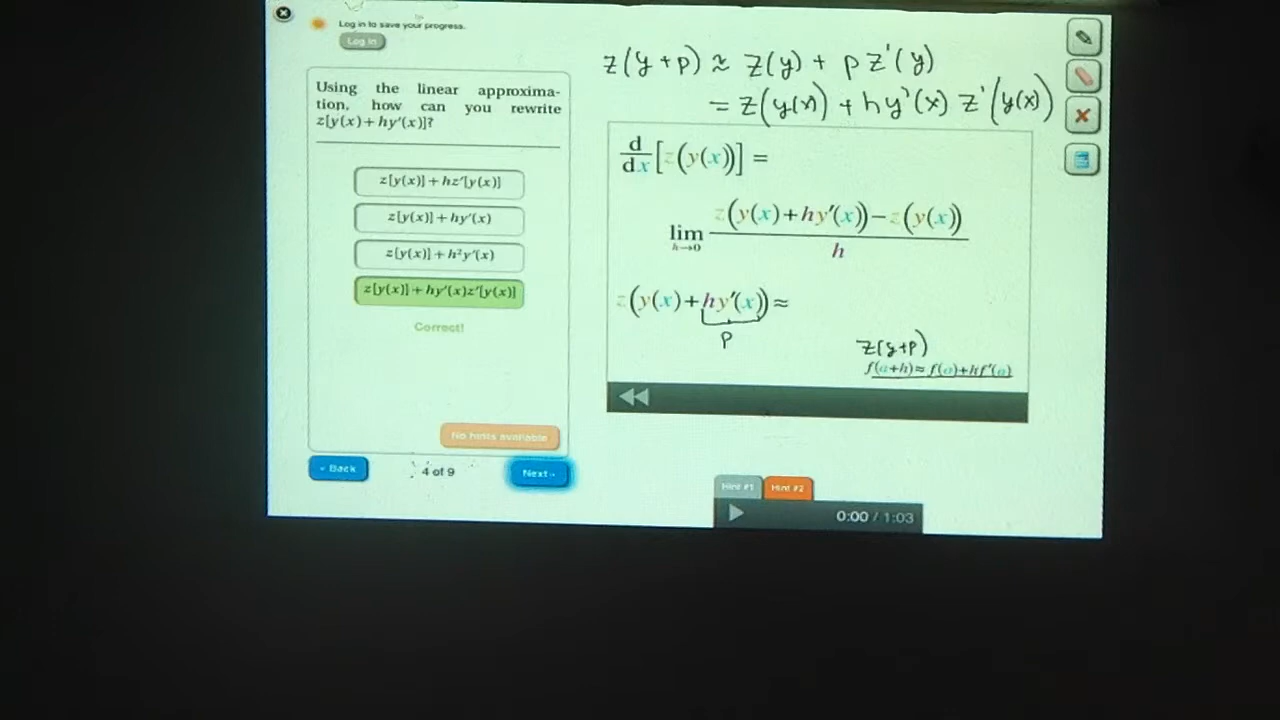 Log in to save your progress.
Log in
Using the linear approxima-
tion, how can you rewrite
z[y(x)+hy′(x)]?
z[y(x)]+hz′[y(x)]
z[y(x)]+hy′(x)
z[y(x)]+h²y′(x)
z[y(x)]+hy′(x)z′[y(x)]
Correct!
No hints available
Back
4 of 9
Next
z(y+p) ≈ z(y) + p z'(y)
= z(y(x)) + hy'(x) z'(y(x))
d/dx [z(y(x))] =
lim h→0 z(y(x)+hy′(x))−z(y(x)) / h
z(y(x)+hy′(x)) ≈
p
z(y+p)
f(a+h)≈f(a)+hf′(a)
Hint #1
Hint #2
0:00 / 1:03